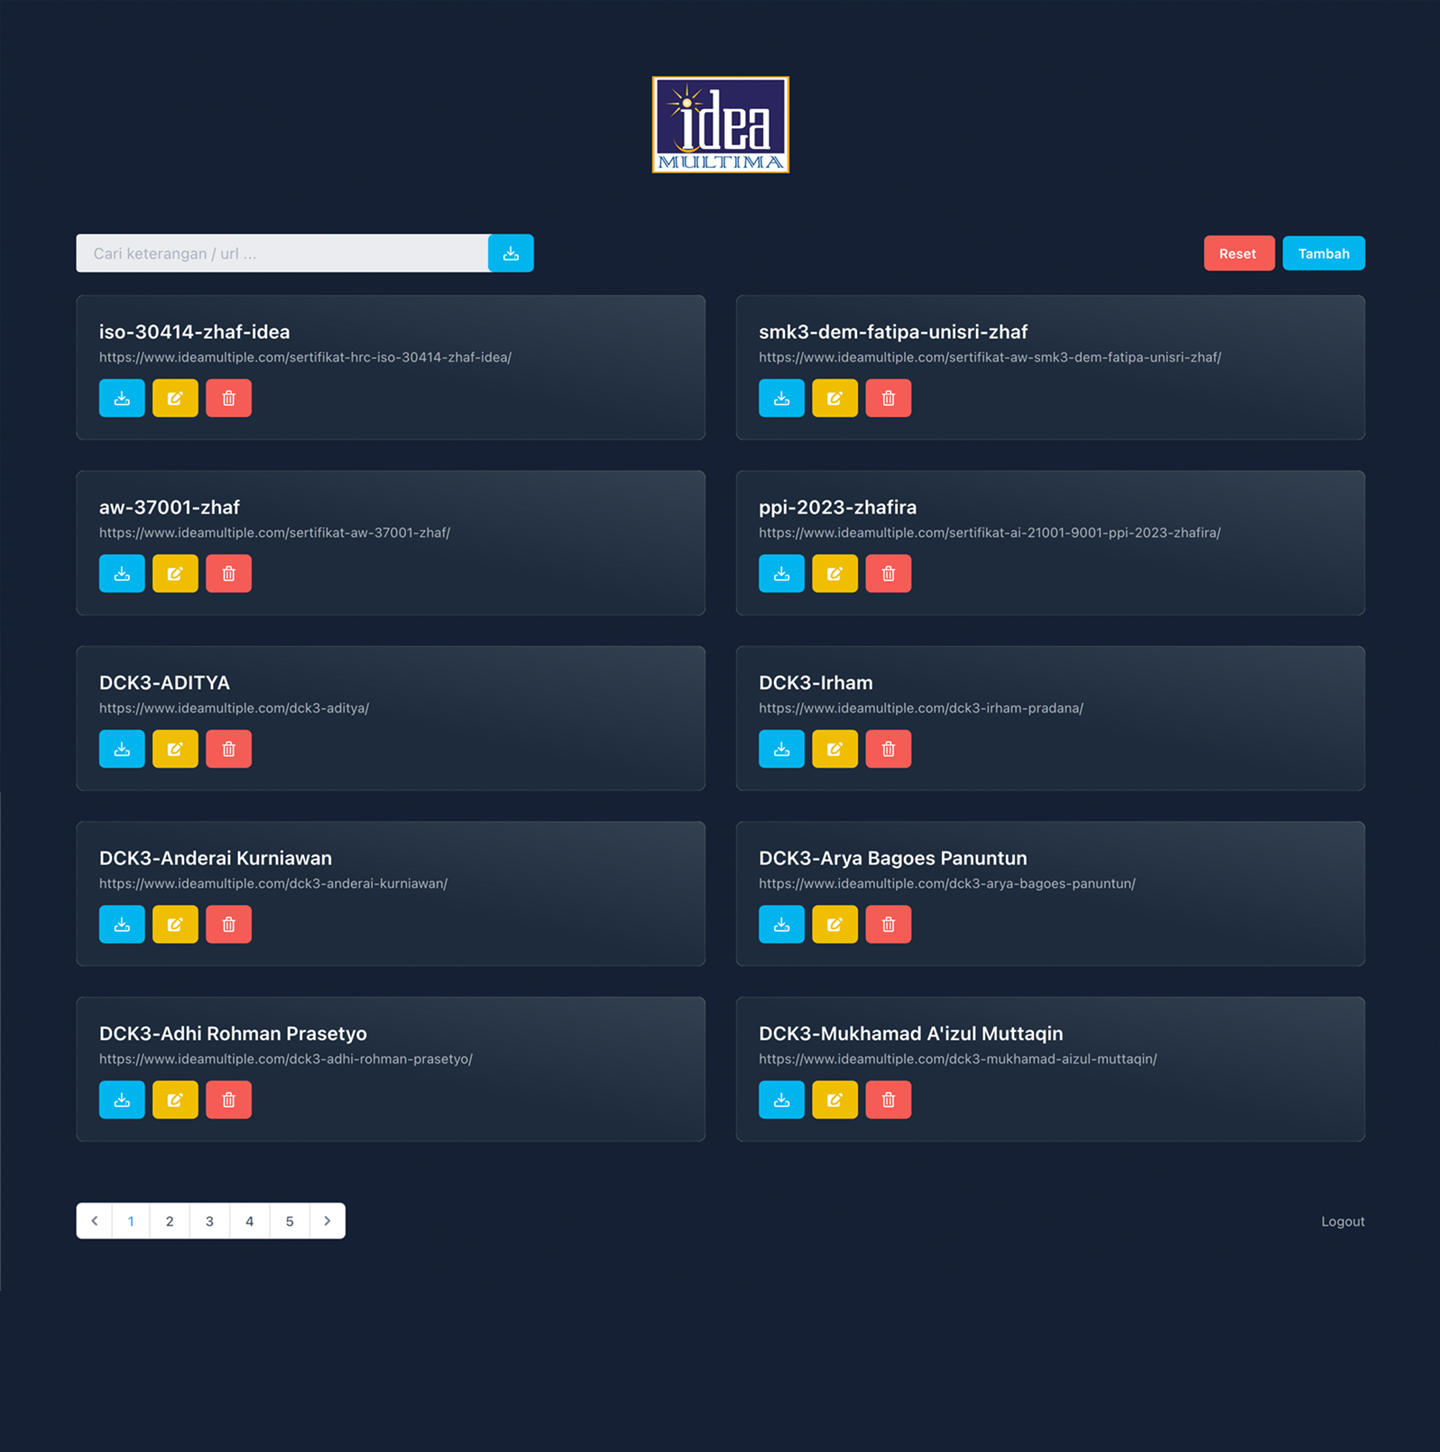 idea
MULTIMA
Cari keterangan / url ...
Reset
Tambah
iso-30414-zhaf-idea
https://www.ideamultiple.com/sertifikat-hrc-iso-30414-zhaf-idea/
smk3-dem-fatipa-unisri-zhaf
https://www.ideamultiple.com/sertifikat-aw-smk3-dem-fatipa-unisri-zhaf/
aw-37001-zhaf
https://www.ideamultiple.com/sertifikat-aw-37001-zhaf/
ppi-2023-zhafira
https://www.ideamultiple.com/sertifikat-ai-21001-9001-ppi-2023-zhafira/
DCK3-ADITYA
https://www.ideamultiple.com/dck3-aditya/
DCK3-Irham
https://www.ideamultiple.com/dck3-irham-pradana/
DCK3-Anderai Kurniawan
https://www.ideamultiple.com/dck3-anderai-kurniawan/
DCK3-Arya Bagoes Panuntun
https://www.ideamultiple.com/dck3-arya-bagoes-panuntun/
DCK3-Adhi Rohman Prasetyo
https://www.ideamultiple.com/dck3-adhi-rohman-prasetyo/
DCK3-Mukhamad A'izul Muttaqin
https://www.ideamultiple.com/dck3-mukhamad-aizul-muttaqin/
1 2 3 4 5
Logout